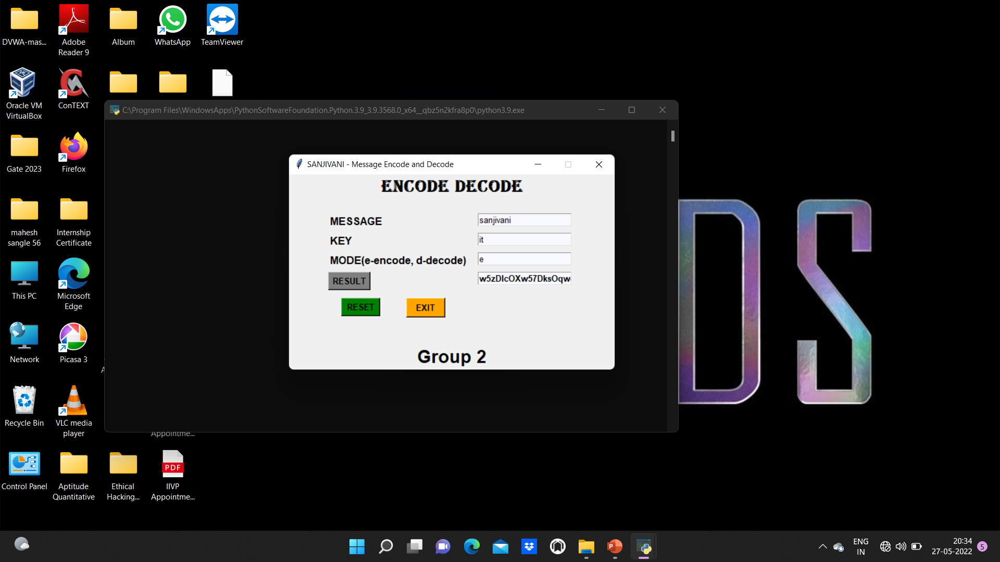 DVWA-mas...
Adobe
Reader 9
Album
WhatsApp
TeamViewer
Oracle VM
VirtualBox
ConTEXT
C:\Program Files\WindowsApps\PythonSoftwareFoundation.Python.3.9_3.9.3568.0_x64__qbz5n2kfra8p0\python3.9.exe
Gate 2023
Firefox
SANJIVANI - Message Encode and Decode
ENCODE DECODE
MESSAGE
sanjivani
KEY
it
MODE(e-encode, d-decode)
e
RESULT
w5zDlcOXw57DksOqw
RESET
EXIT
Group 2
DS
mahesh
sangle 56
Internship
Certificate
This PC
Microsoft
Edge
Network
Picasa 3
A
Recycle Bin
VLC media
player
Appointme...
Control Panel
Aptitude
Quantitative
Ethical
Hacking...
PDF
IIVP
Appointme...
ENG
IN
20:34
27-05-2022
5